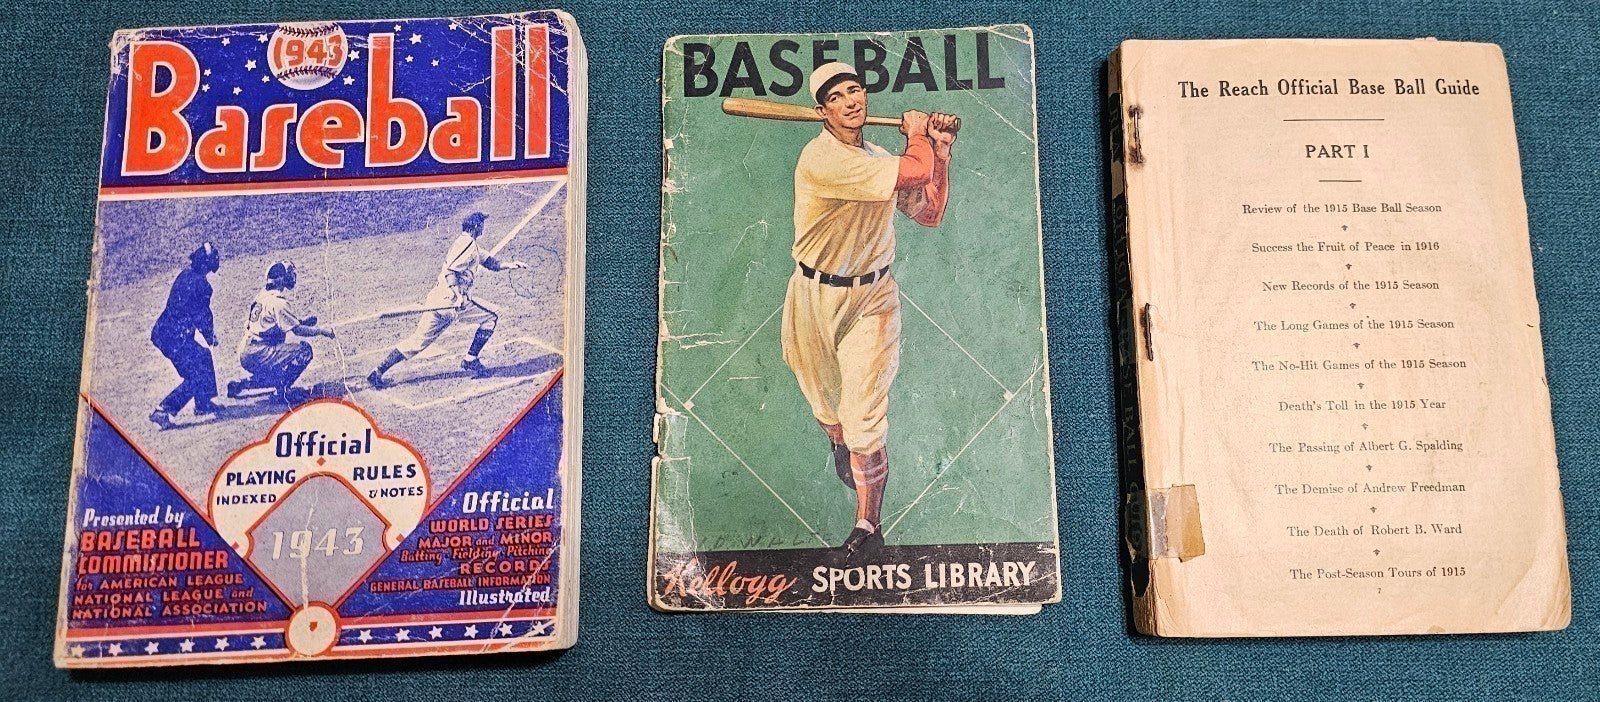 1943
Baseball
Official
PLAYING RULES
INDEXED & NOTES
1943
Presented by
BASEBALL
COMMISSIONER
for AMERICAN LEAGUE
NATIONAL LEAGUE and
NATIONAL ASSOCIATION
Official
WORLD SERIES
MAJOR and MINOR
Batting, Fielding, Pitching
RECORDS
GENERAL BASEBALL INFORMATION
Illustrated
BASEBALL
Kellogg SPORTS LIBRARY
The Reach Official Base Ball Guide
PART I
Review of the 1915 Base Ball Season
Success the Fruit of Peace in 1916
New Records of the 1915 Season
The Long Games of the 1915 Season
The No-Hit Games of the 1915 Season
Death's Toll in the 1915 Year
The Passing of Albert G. Spalding
The Demise of Andrew Freedman
The Death of Robert B. Ward
The Post-Season Tours of 1915
7